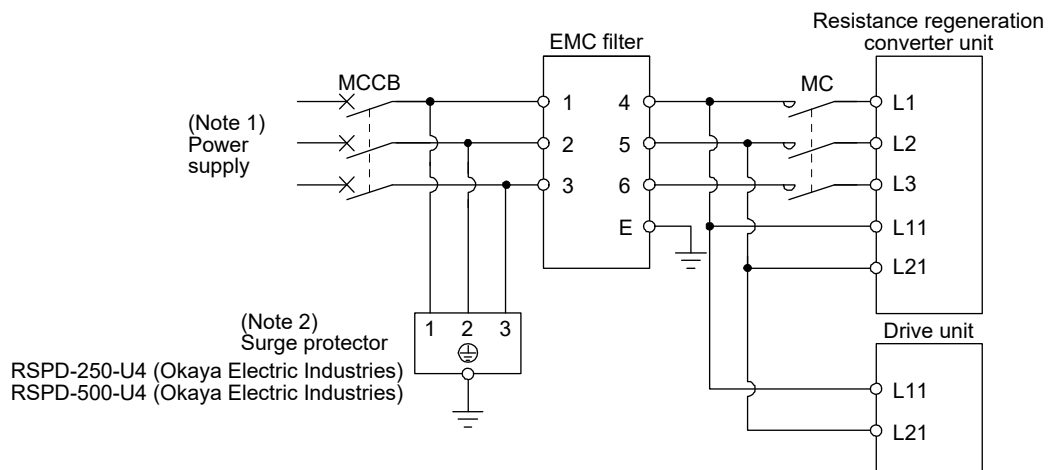 Resistance regeneration
converter unit
EMC filter
MCCB
MC
(Note 1)
Power
supply
1
4
L1
2
5
L2
3
6
L3
E
L11
L21
(Note 2)
Surge protector
RSPD-250-U4 (Okaya Electric Industries)
RSPD-500-U4 (Okaya Electric Industries)
1 2 3
Drive unit
L11
L21